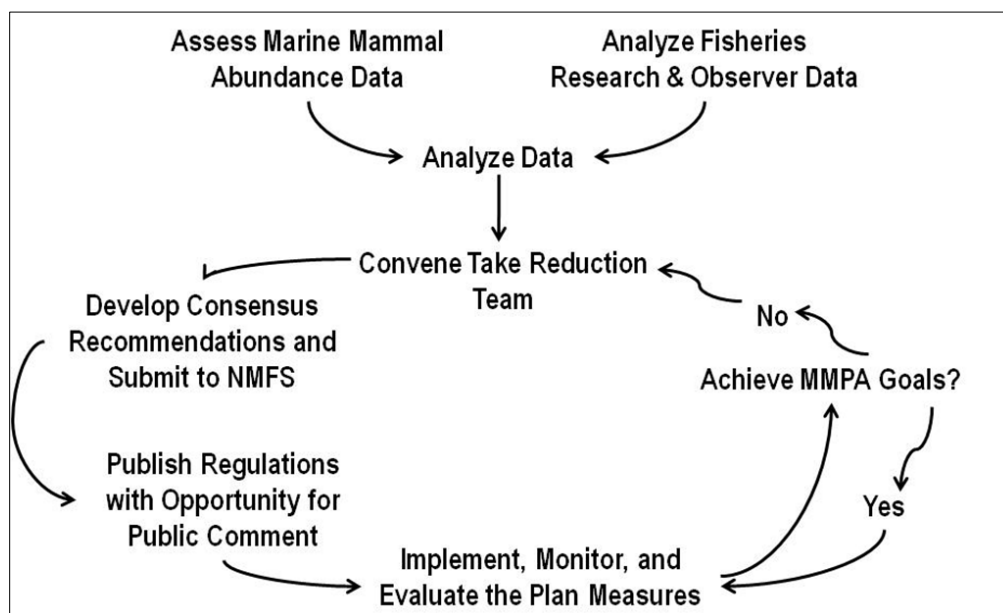 Assess Marine Mammal
Abundance Data
Analyze Fisheries
Research & Observer Data
Analyze Data
Convene Take Reduction
Team
Develop Consensus
Recommendations and
Submit to NMFS
No
Achieve MMPA Goals?
Publish Regulations
with Opportunity for
Public Comment
Yes
Implement, Monitor, and
Evaluate the Plan Measures